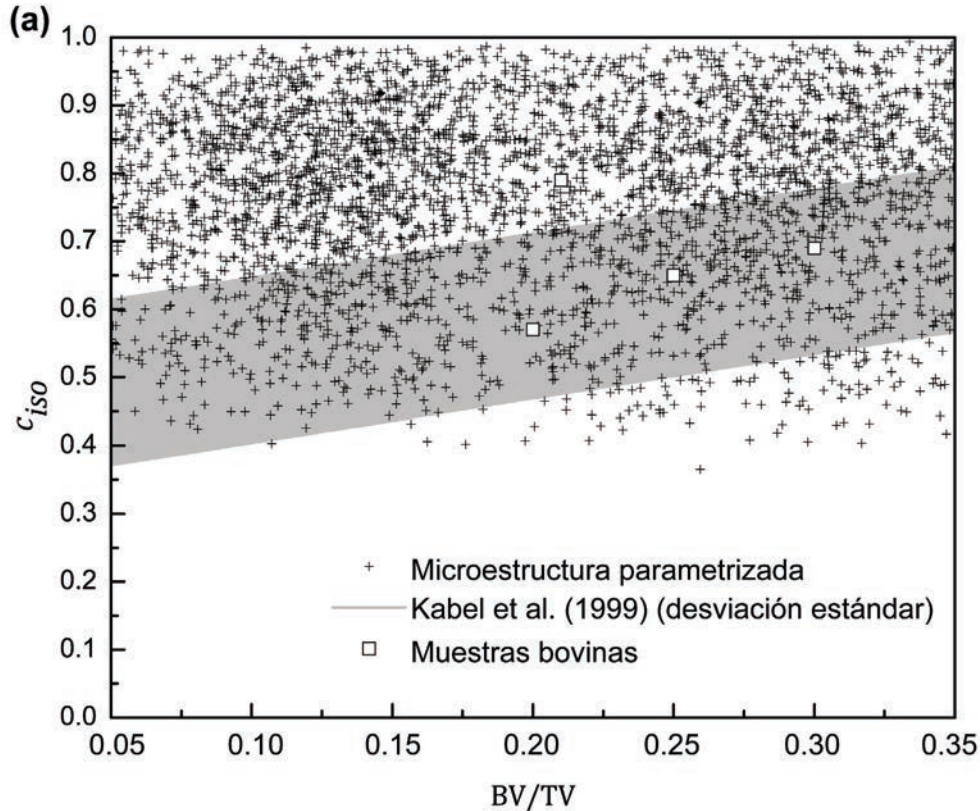 (a)
1.0
0.9
0.8
0.7
0.6
0.5
0.4
0.3
0.2
0.1
0.0
c_iso
Microestructura parametrizada
Kabel et al. (1999) (desviación estándar)
Muestras bovinas
0.05 0.10 0.15 0.20 0.25 0.30 0.35
BV/TV